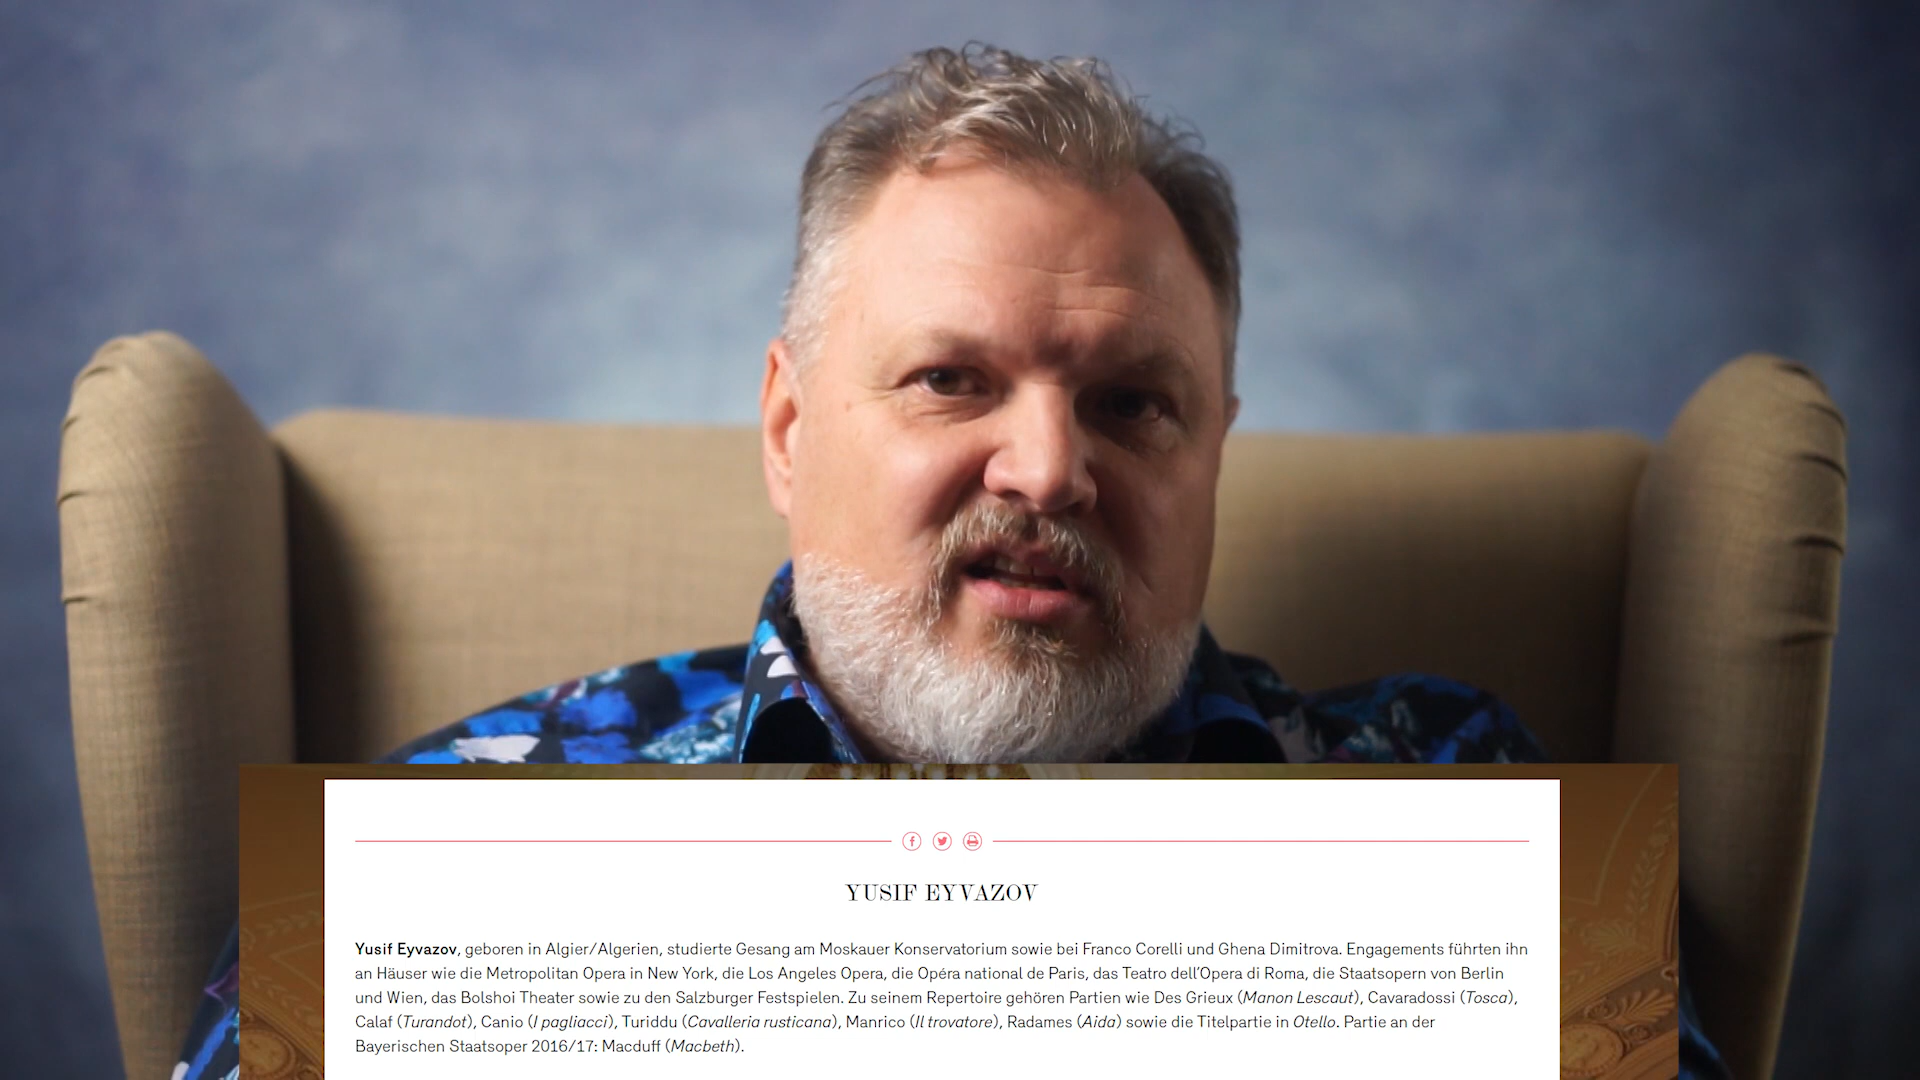 YUSIF EYVAZOV
Yusif Eyvazov, geboren in Algier/Algerien, studierte Gesang am Moskauer Konservatorium sowie bei Franco Corelli und Ghena Dimitrova. Engagements führten ihn
an Häuser wie die Metropolitan Opera in New York, die Los Angeles Opera, die Opéra national de Paris, das Teatro dell'Opera di Roma, die Staatsopern von Berlin
und Wien, das Bolshoi Theater sowie zu den Salzburger Festspielen. Zu seinem Repertoire gehören Partien wie Des Grieux (Manon Lescaut), Cavaradossi (Tosca),
Calaf (Turandot), Canio (I pagliacci), Turiddu (Cavalleria rusticana), Manrico (Il trovatore), Radames (Aida) sowie die Titelpartie in Otello. Partie an der
Bayerischen Staatsoper 2016/17: Macduff (Macbeth).